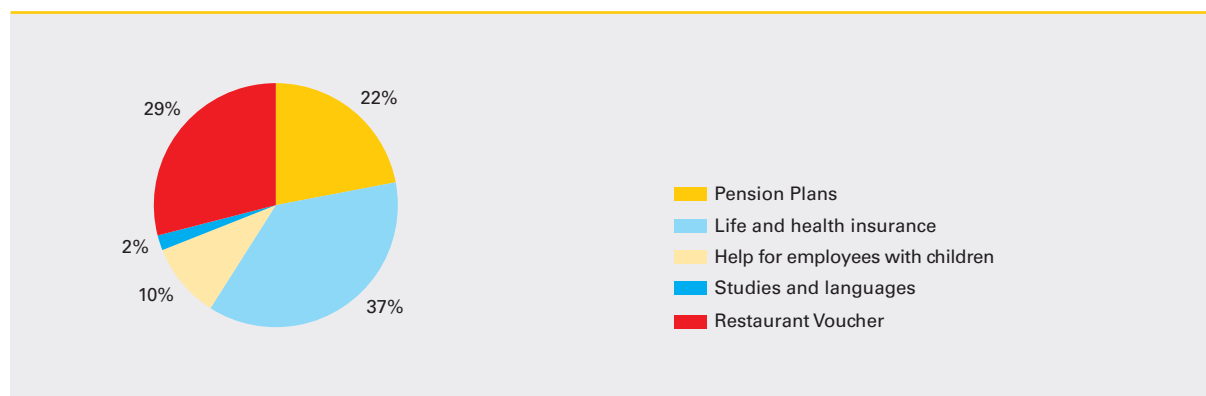 29%
22%
2%
10%
37%
Pension Plans
Life and health insurance
Help for employees with children
Studies and languages
Restaurant Voucher